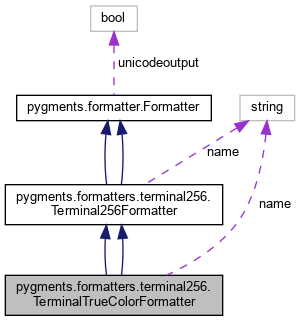 bool
unicodeoutput
pygments.formatter.Formatter
string
name
pygments.formatters.terminal256.
Terminal256Formatter
name
pygments.formatters.terminal256.
TerminalTrueColorFormatter